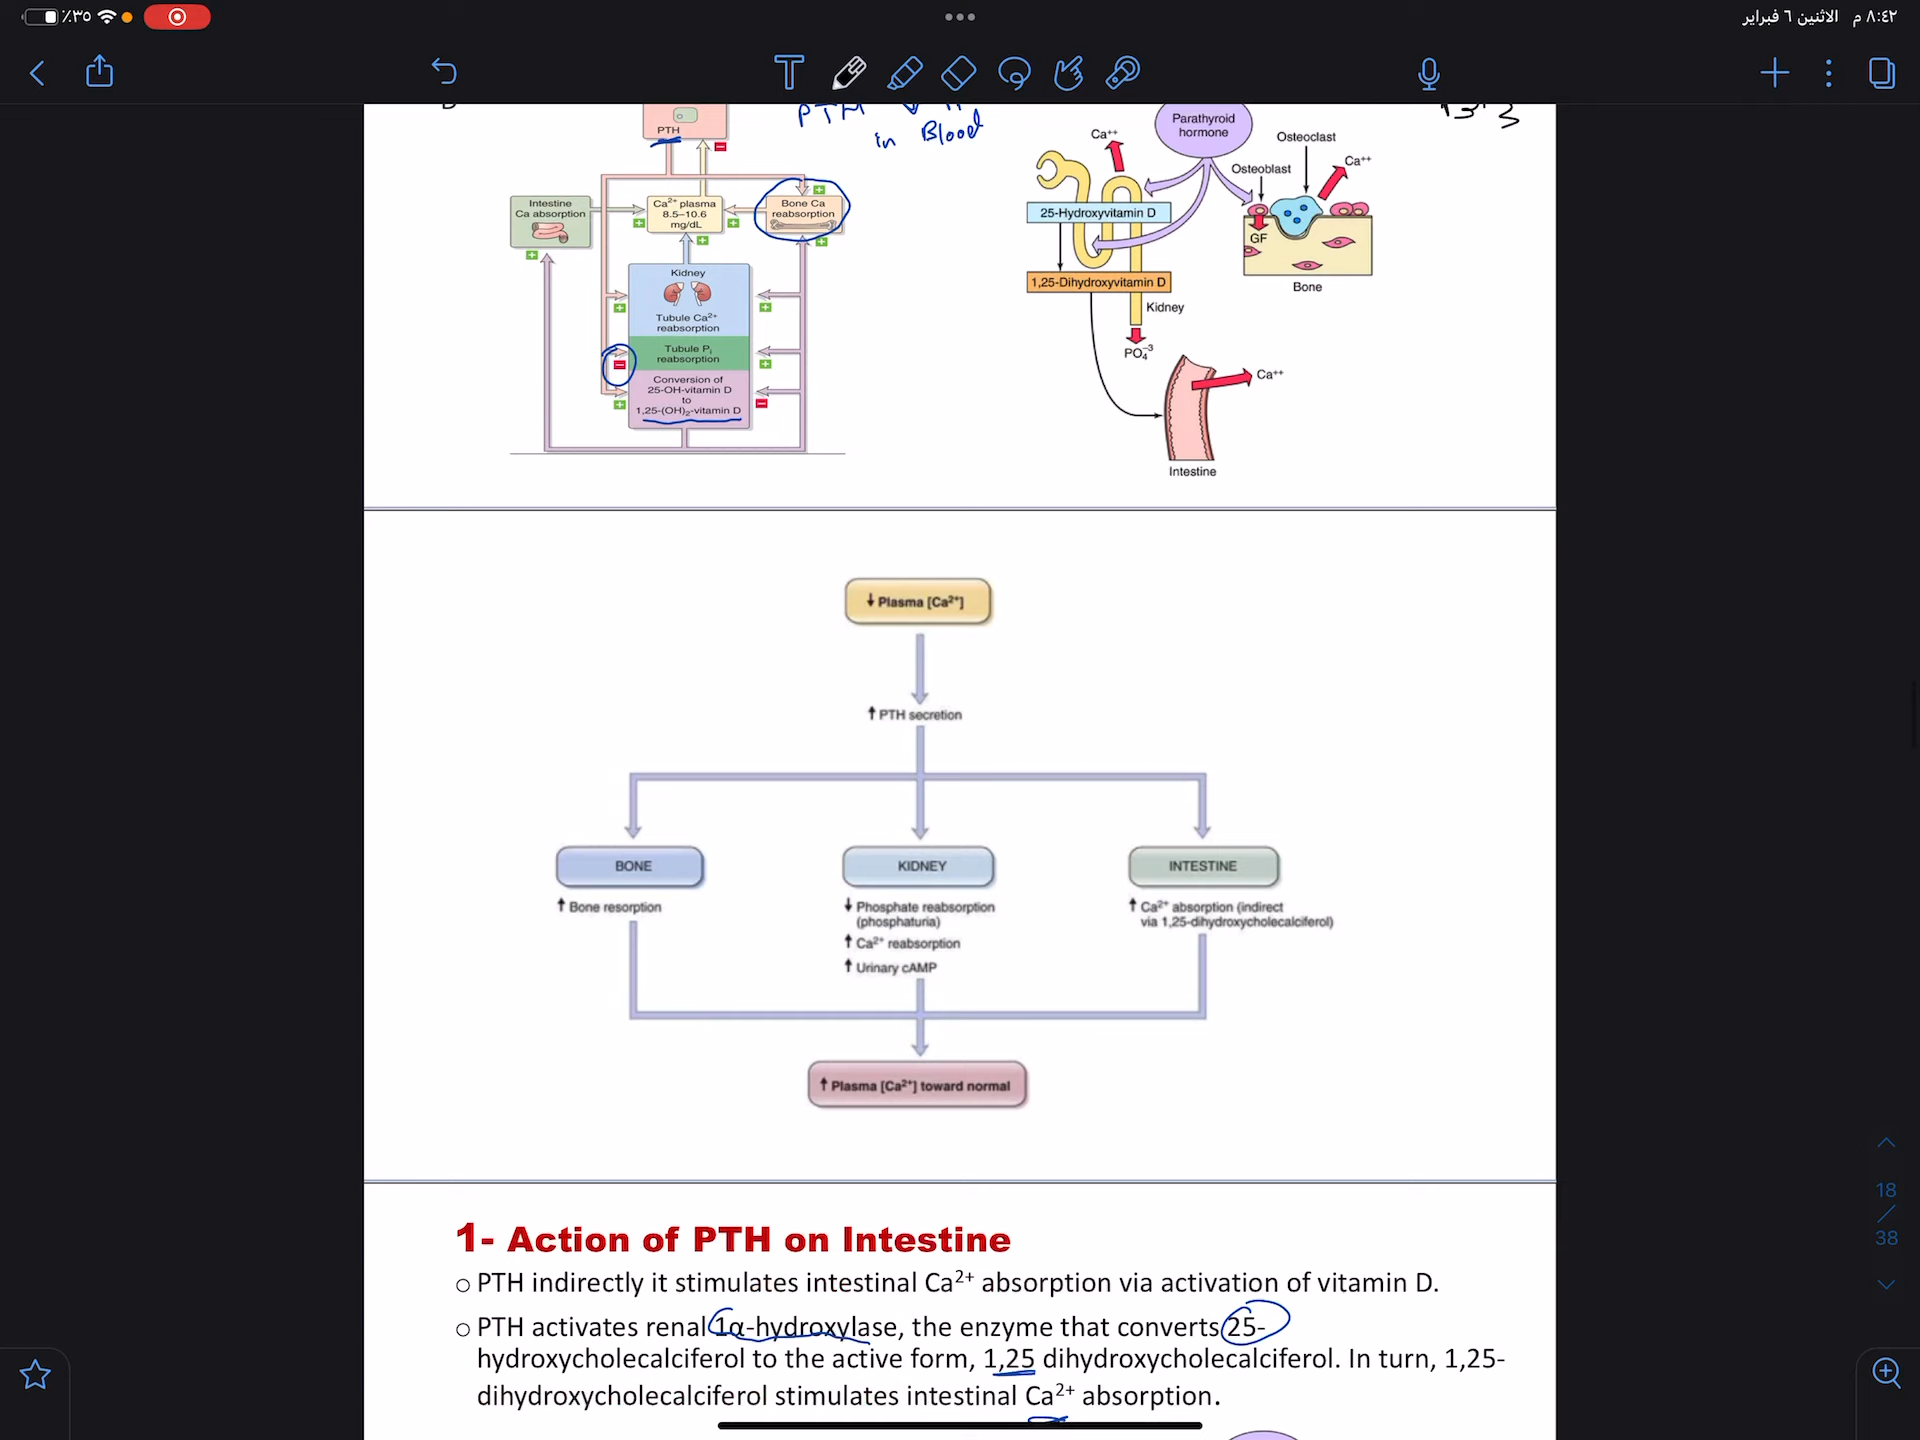 ٪٣٥
٨:٤٢ م الاثنين ٦ فبراير
PTH
in Blood
PTH
Intestine
Ca absorption
Ca2+ plasma
8.5–10.6
mg/dL
Bone Ca
reabsorption
Kidney
Tubule Ca2+
reabsorption
Tubule Pi
reabsorption
Conversion of
25-OH-vitamin D
to
1,25-(OH)2-vitamin D
Parathyroid
hormone
Ca++
Osteoclast
Osteoblast
Ca++
25-Hydroxyvitamin D
GF
1,25-Dihydroxyvitamin D
Bone
Kidney
PO4-3
Ca++
Intestine
↓ Plasma [Ca2+]
↑ PTH secretion
BONE
KIDNEY
INTESTINE
↑ Bone resorption
↓ Phosphate reabsorption
(phosphaturia)
↑ Ca2+ reabsorption
↑ Urinary cAMP
↑ Ca2+ absorption (indirect
via 1,25-dihydroxycholecalciferol)
↑ Plasma [Ca2+] toward normal
18
/
38
1- Action of PTH on Intestine
o PTH indirectly it stimulates intestinal Ca2+ absorption via activation of vitamin D.
o PTH activates renal 1α-hydroxylase, the enzyme that converts 25-
hydroxycholecalciferol to the active form, 1,25 dihydroxycholecalciferol. In turn, 1,25-
dihydroxycholecalciferol stimulates intestinal Ca2+ absorption.